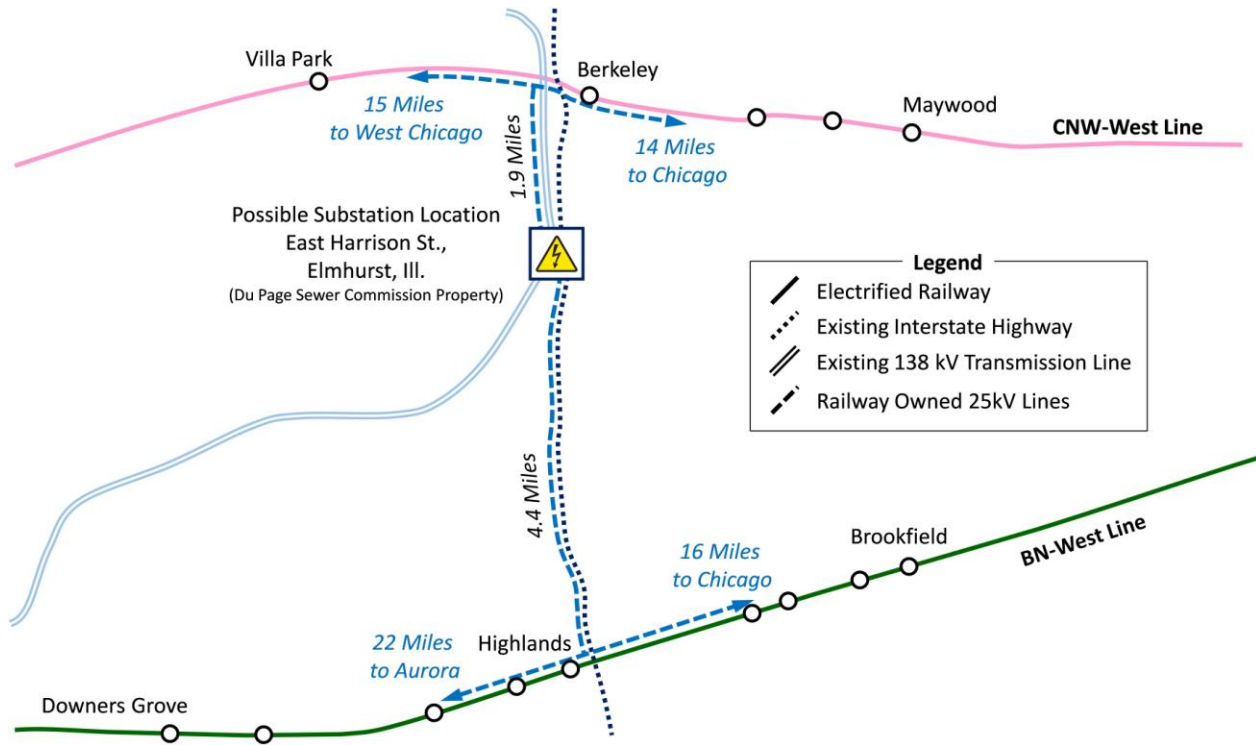 Villa Park
Berkeley
Maywood
CNW-West Line
15 Miles
to West Chicago
14 Miles
to Chicago
1.9 Miles
Possible Substation Location
East Harrison St.,
Elmhurst, Ill.
(Du Page Sewer Commission Property)
Legend
Electrified Railway
Existing Interstate Highway
Existing 138 kV Transmission Line
Railway Owned 25kV Lines
4.4 Miles
16 Miles
to Chicago
Brookfield
BN-West Line
22 Miles
to Aurora
Highlands
Downers Grove